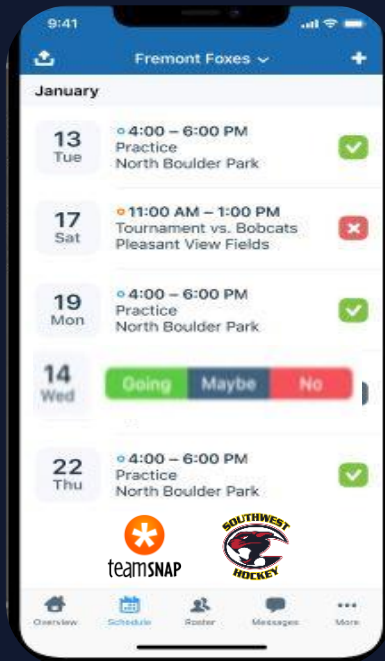 9:41
Fremont Foxes
January
13
Tue
4:00 – 6:00 PM
Practice
North Boulder Park
17
Sat
11:00 AM – 1:00 PM
Tournament vs. Bobcats
Pleasant View Fields
19
Mon
4:00 – 6:00 PM
Practice
North Boulder Park
14
Wed
Going Maybe No
22
Thu
4:00 – 6:00 PM
Practice
North Boulder Park
teamSNAP
SOUTHWEST
HOCKEY
Overview Schedule Roster Messages More